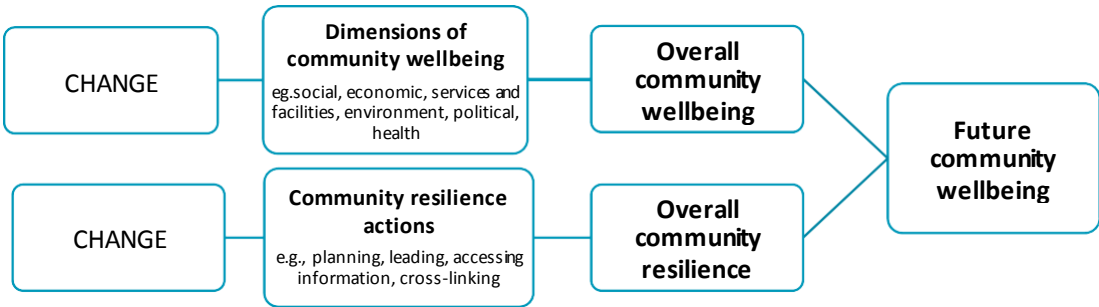 CHANGE
Dimensions of
community wellbeing
eg.social, economic, services and
facilities, environment, political,
health
Overall
community
wellbeing
CHANGE
Community resilience
actions
e.g., planning, leading, accessing
information, cross-linking
Overall
community
resilience
Future
community
wellbeing